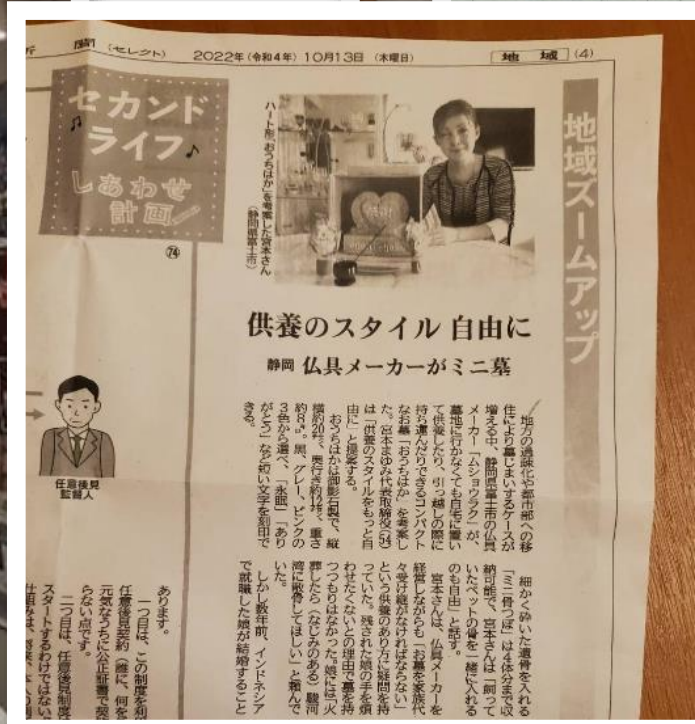 聞 (セレクト) 2022年(令和4年)10月13日 (木曜日) 地域 (4)
地域ズームアップ
ハート形「おうちはか」を考案した宮本さん
(静岡県富士市)
供養のスタイル 自由に
静岡 仏具メーカーがミニ墓
地方の過疎化や都市部への移
住により墓じまいするケースが
増える中、静岡県富士市の仏具
メーカー「ムショウラク」が、
墓地に行かなくても自宅に置い
て供養したり、引っ越しの際に
持ち運んだりできるコンパクト
なお墓「おうちはか」を考案し
た。宮本まゆみ代表取締役(54)
は「供養のスタイルをもっと自
由に」と提案する。
おうちはかは御影石製で、縦
横約20㌢、奥行き約12㌢、重さ
約8㌔。黒、グレー、ピンクの
3色から選べ、「永眠」「あり
がとう」など短い文字を刻印で
きる。
細かく砕いた遺骨を入れる
「ミニ骨つぼ」は4体分まで収
納可能で、宮本さんは「飼って
いたペットの骨を一緒に入れる
のも自由」と話す。
宮本さんは、仏具メーカーを
経営しながらも「お墓を家族代
々受け継がなければならない」
という供養のあり方に疑問を持
っていた。残された娘の手を煩
わせたくないとの理由で墓を持
つつもりはなかった。娘には「火
葬したら(なじみのある)駿河
湾に散骨してほしい」と頼んで
いた。
しかし数年前、インドネシア
で就職した娘が結婚すること
セカンド
ライフ
しあわせ
計画
74
任意後見
監督人
あります。
一つ目は、この制度を利
任意後見契約(誰に、何を
元気なうちに公正証書で契
らない点です。
二つ目は、任意後見制度
スタートするわけではない